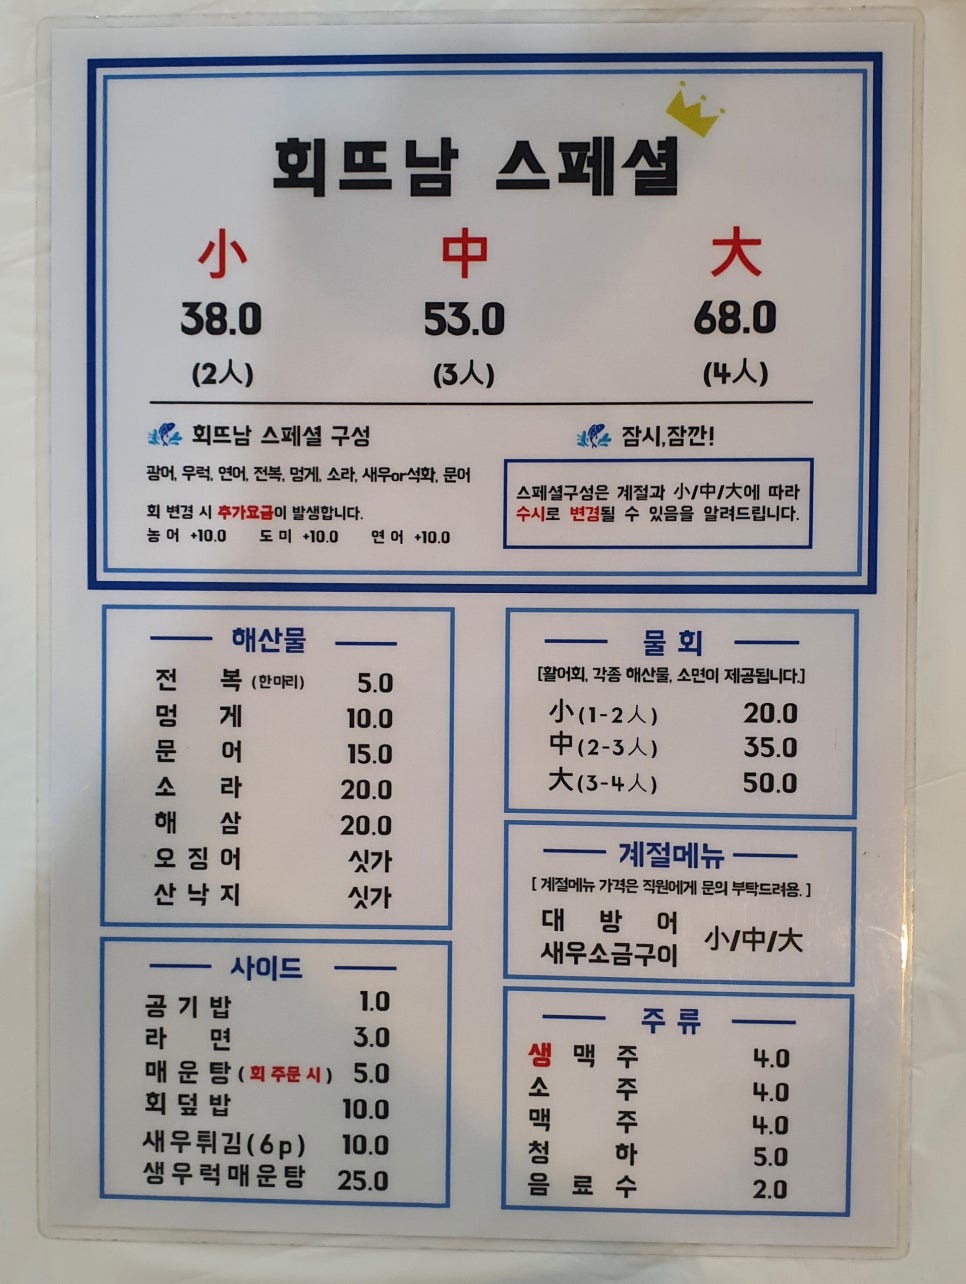 회뜨남 스페셜
小 中 大
38.0 53.0 68.0
(2人) (3人) (4人)
회뜨남 스페셜 구성
광어, 우럭, 연어, 전복, 멍게, 소라, 새우or석화, 문어
회 변경 시 추가요금이 발생합니다.
농어 +10.0 도미 +10.0 연어 +10.0
잠시,잠깐!
스페셜구성은 계절과 小/中/大에 따라
수시로 변경될 수 있음을 알려드립니다.
해산물
전 복 (한마리) 5.0
멍 게 10.0
문 어 15.0
소 라 20.0
해 삼 20.0
오징어 싯가
산낙지 싯가
사이드
공기밥 1.0
라 면 3.0
매운탕 (회 주문 시) 5.0
회덮밥 10.0
새우튀김(6p) 10.0
생우럭매운탕 25.0
물 회
[활어회, 각종 해산물, 소면이 제공됩니다.]
小(1-2人) 20.0
中(2-3人) 35.0
大(3-4人) 50.0
계절메뉴
[ 계절메뉴 가격은 직원에게 문의 부탁드려용. ]
대 방 어
새우소금구이
小/中/大
주 류
생 맥 주 4.0
소 주 4.0
맥 주 4.0
청 하 5.0
음 료 수 2.0